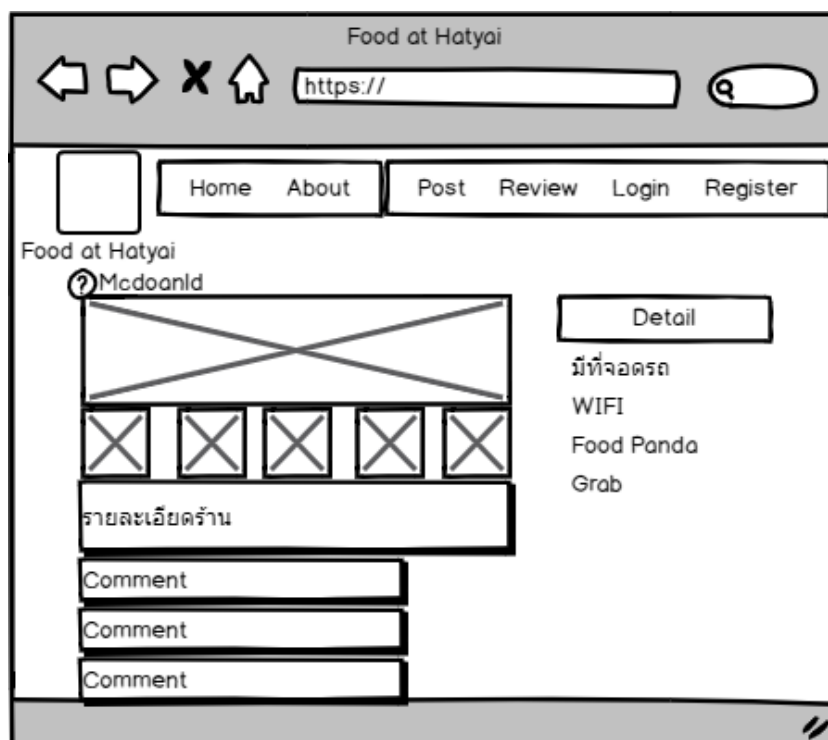 Food at Hatyai
https://
Home About Post Review Login Register
Food at Hatyai
?Mcdoanld
Detail
มีที่จอดรถ
WIFI
Food Panda
Grab
รายละเอียดร้าน
Comment
Comment
Comment